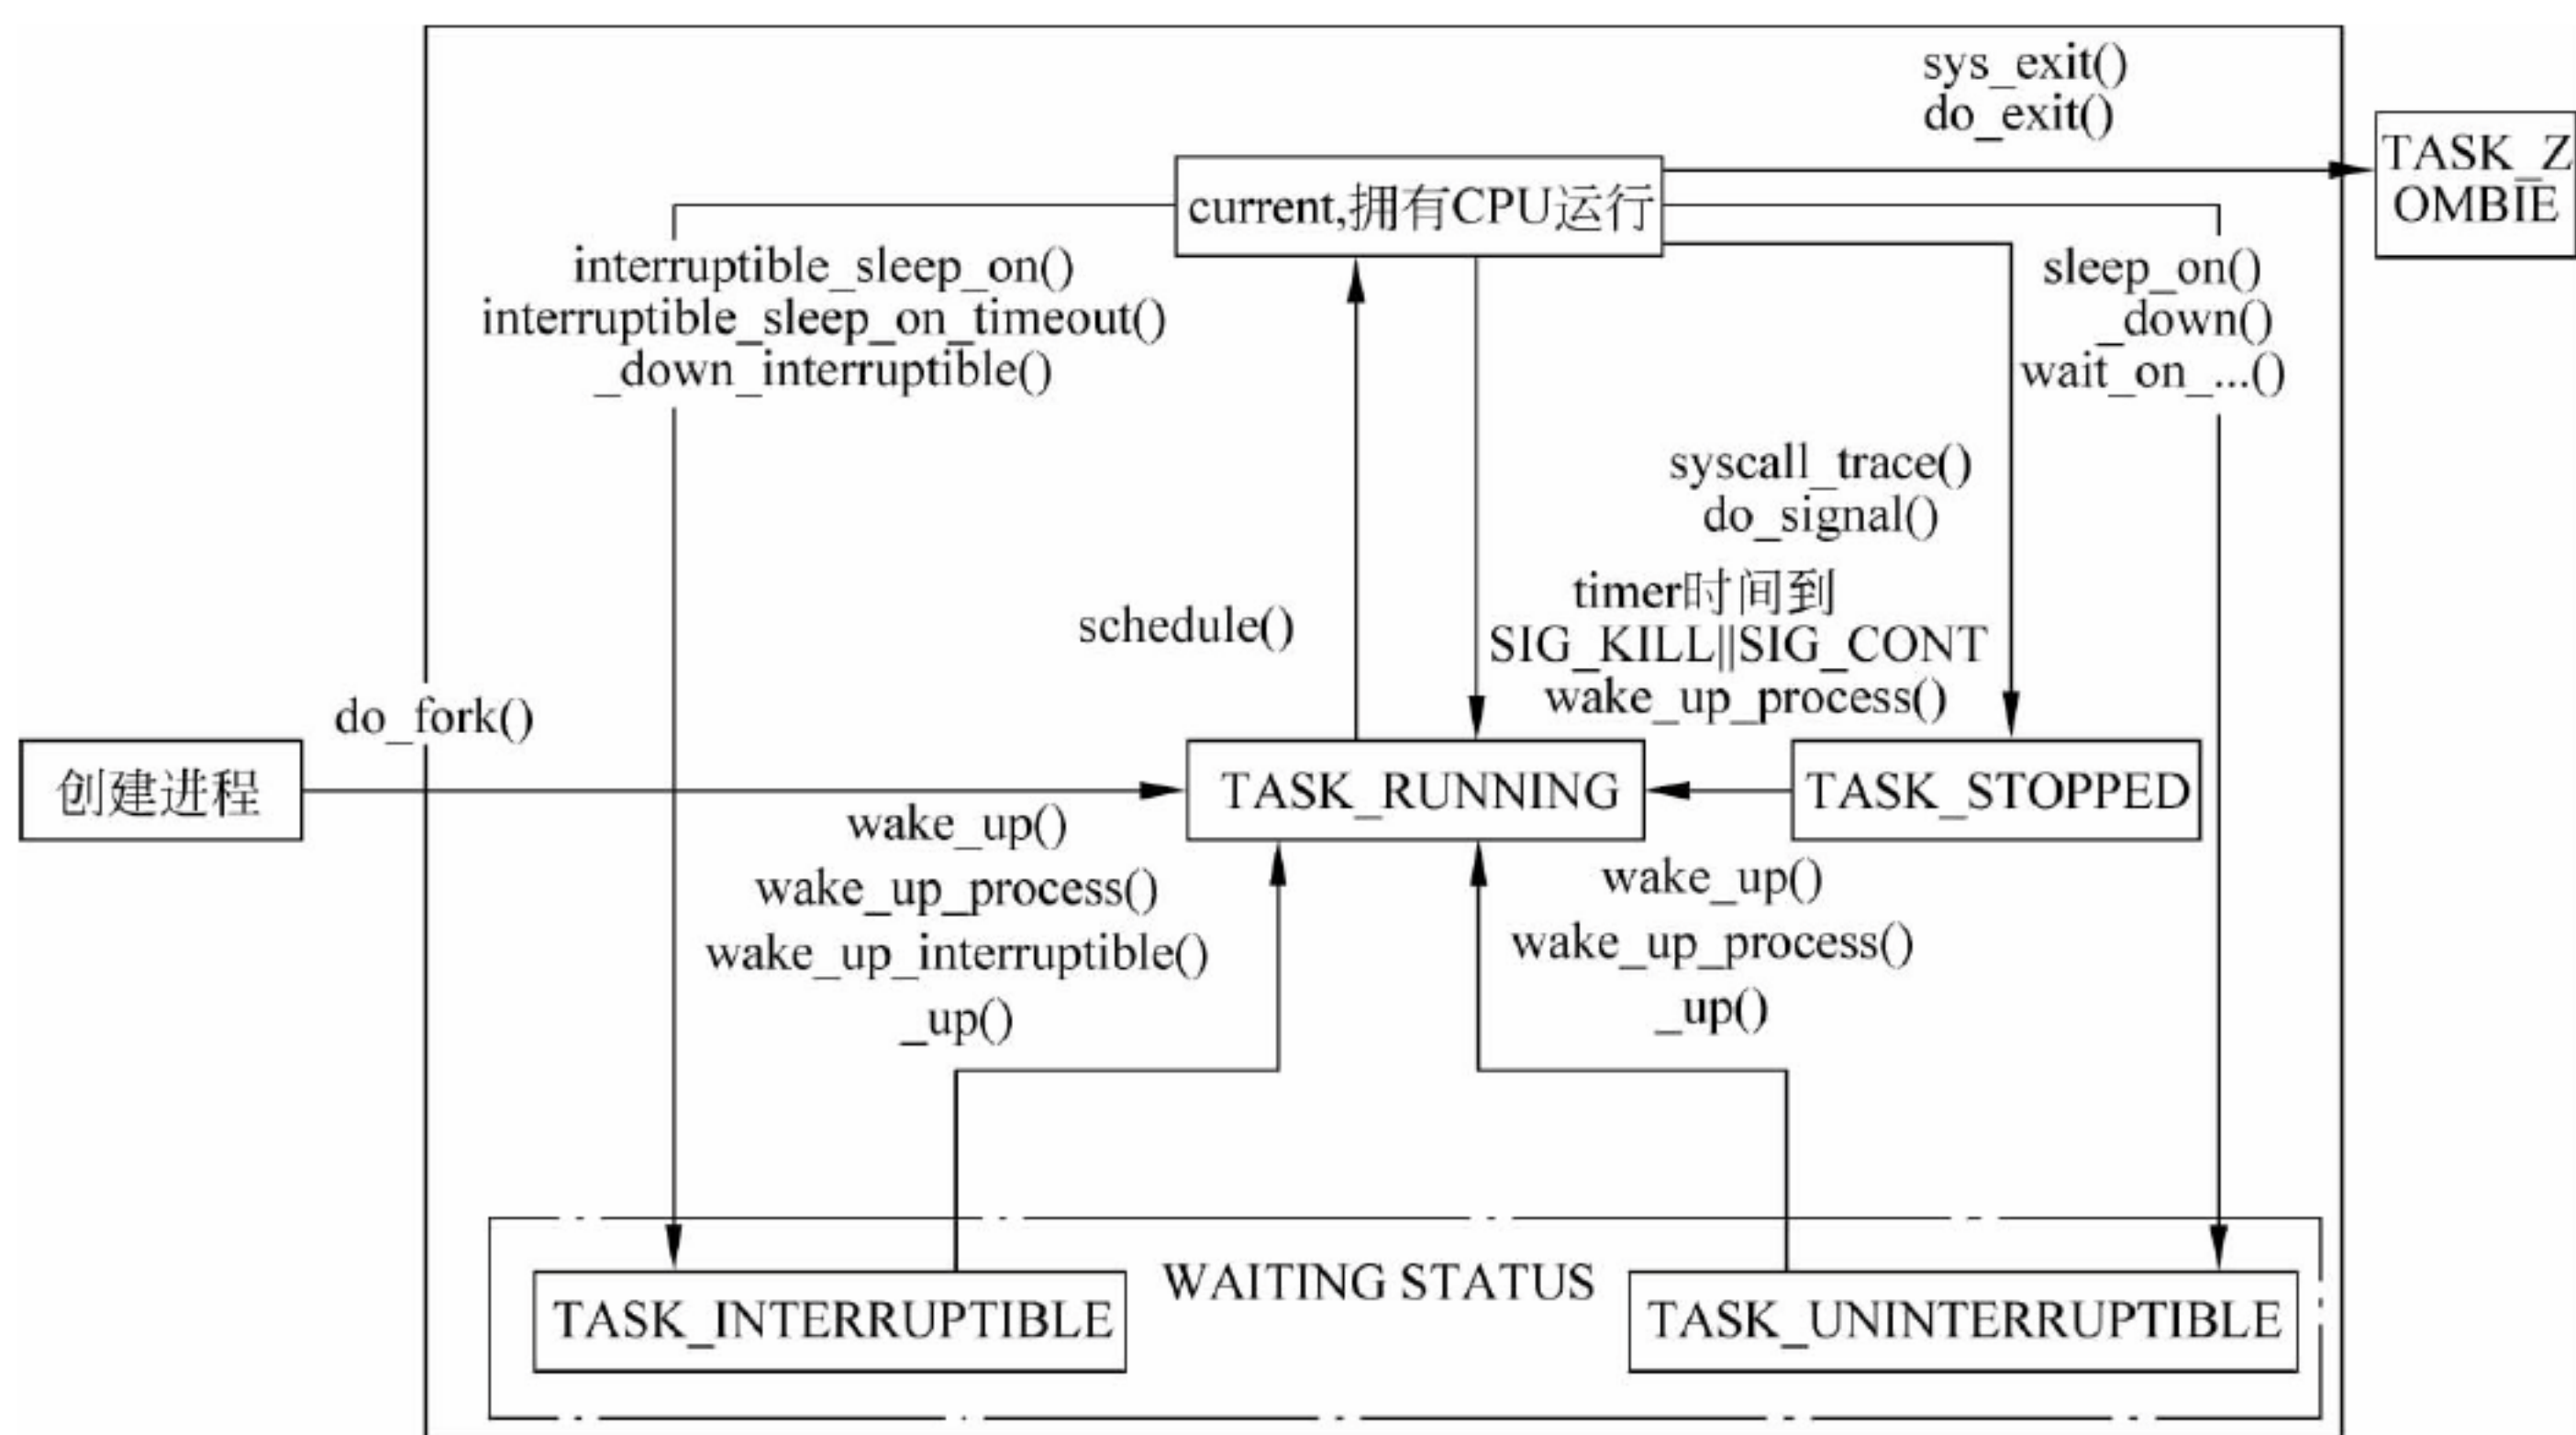 sys_exit()
do_exit()
TASK_Z
OMBIE
current,拥有CPU运行
interruptible_sleep_on()
interruptible_sleep_on_timeout()
_down_interruptible()
sleep_on()
_down()
wait_on_...()
syscall_trace()
do_signal()
schedule()
timer时间到
SIG_KILL||SIG_CONT
wake_up_process()
do_fork()
创建进程
TASK_RUNNING
TASK_STOPPED
wake_up()
wake_up_process()
wake_up_interruptible()
_up()
wake_up()
wake_up_process()
_up()
WAITING STATUS
TASK_INTERRUPTIBLE
TASK_UNINTERRUPTIBLE